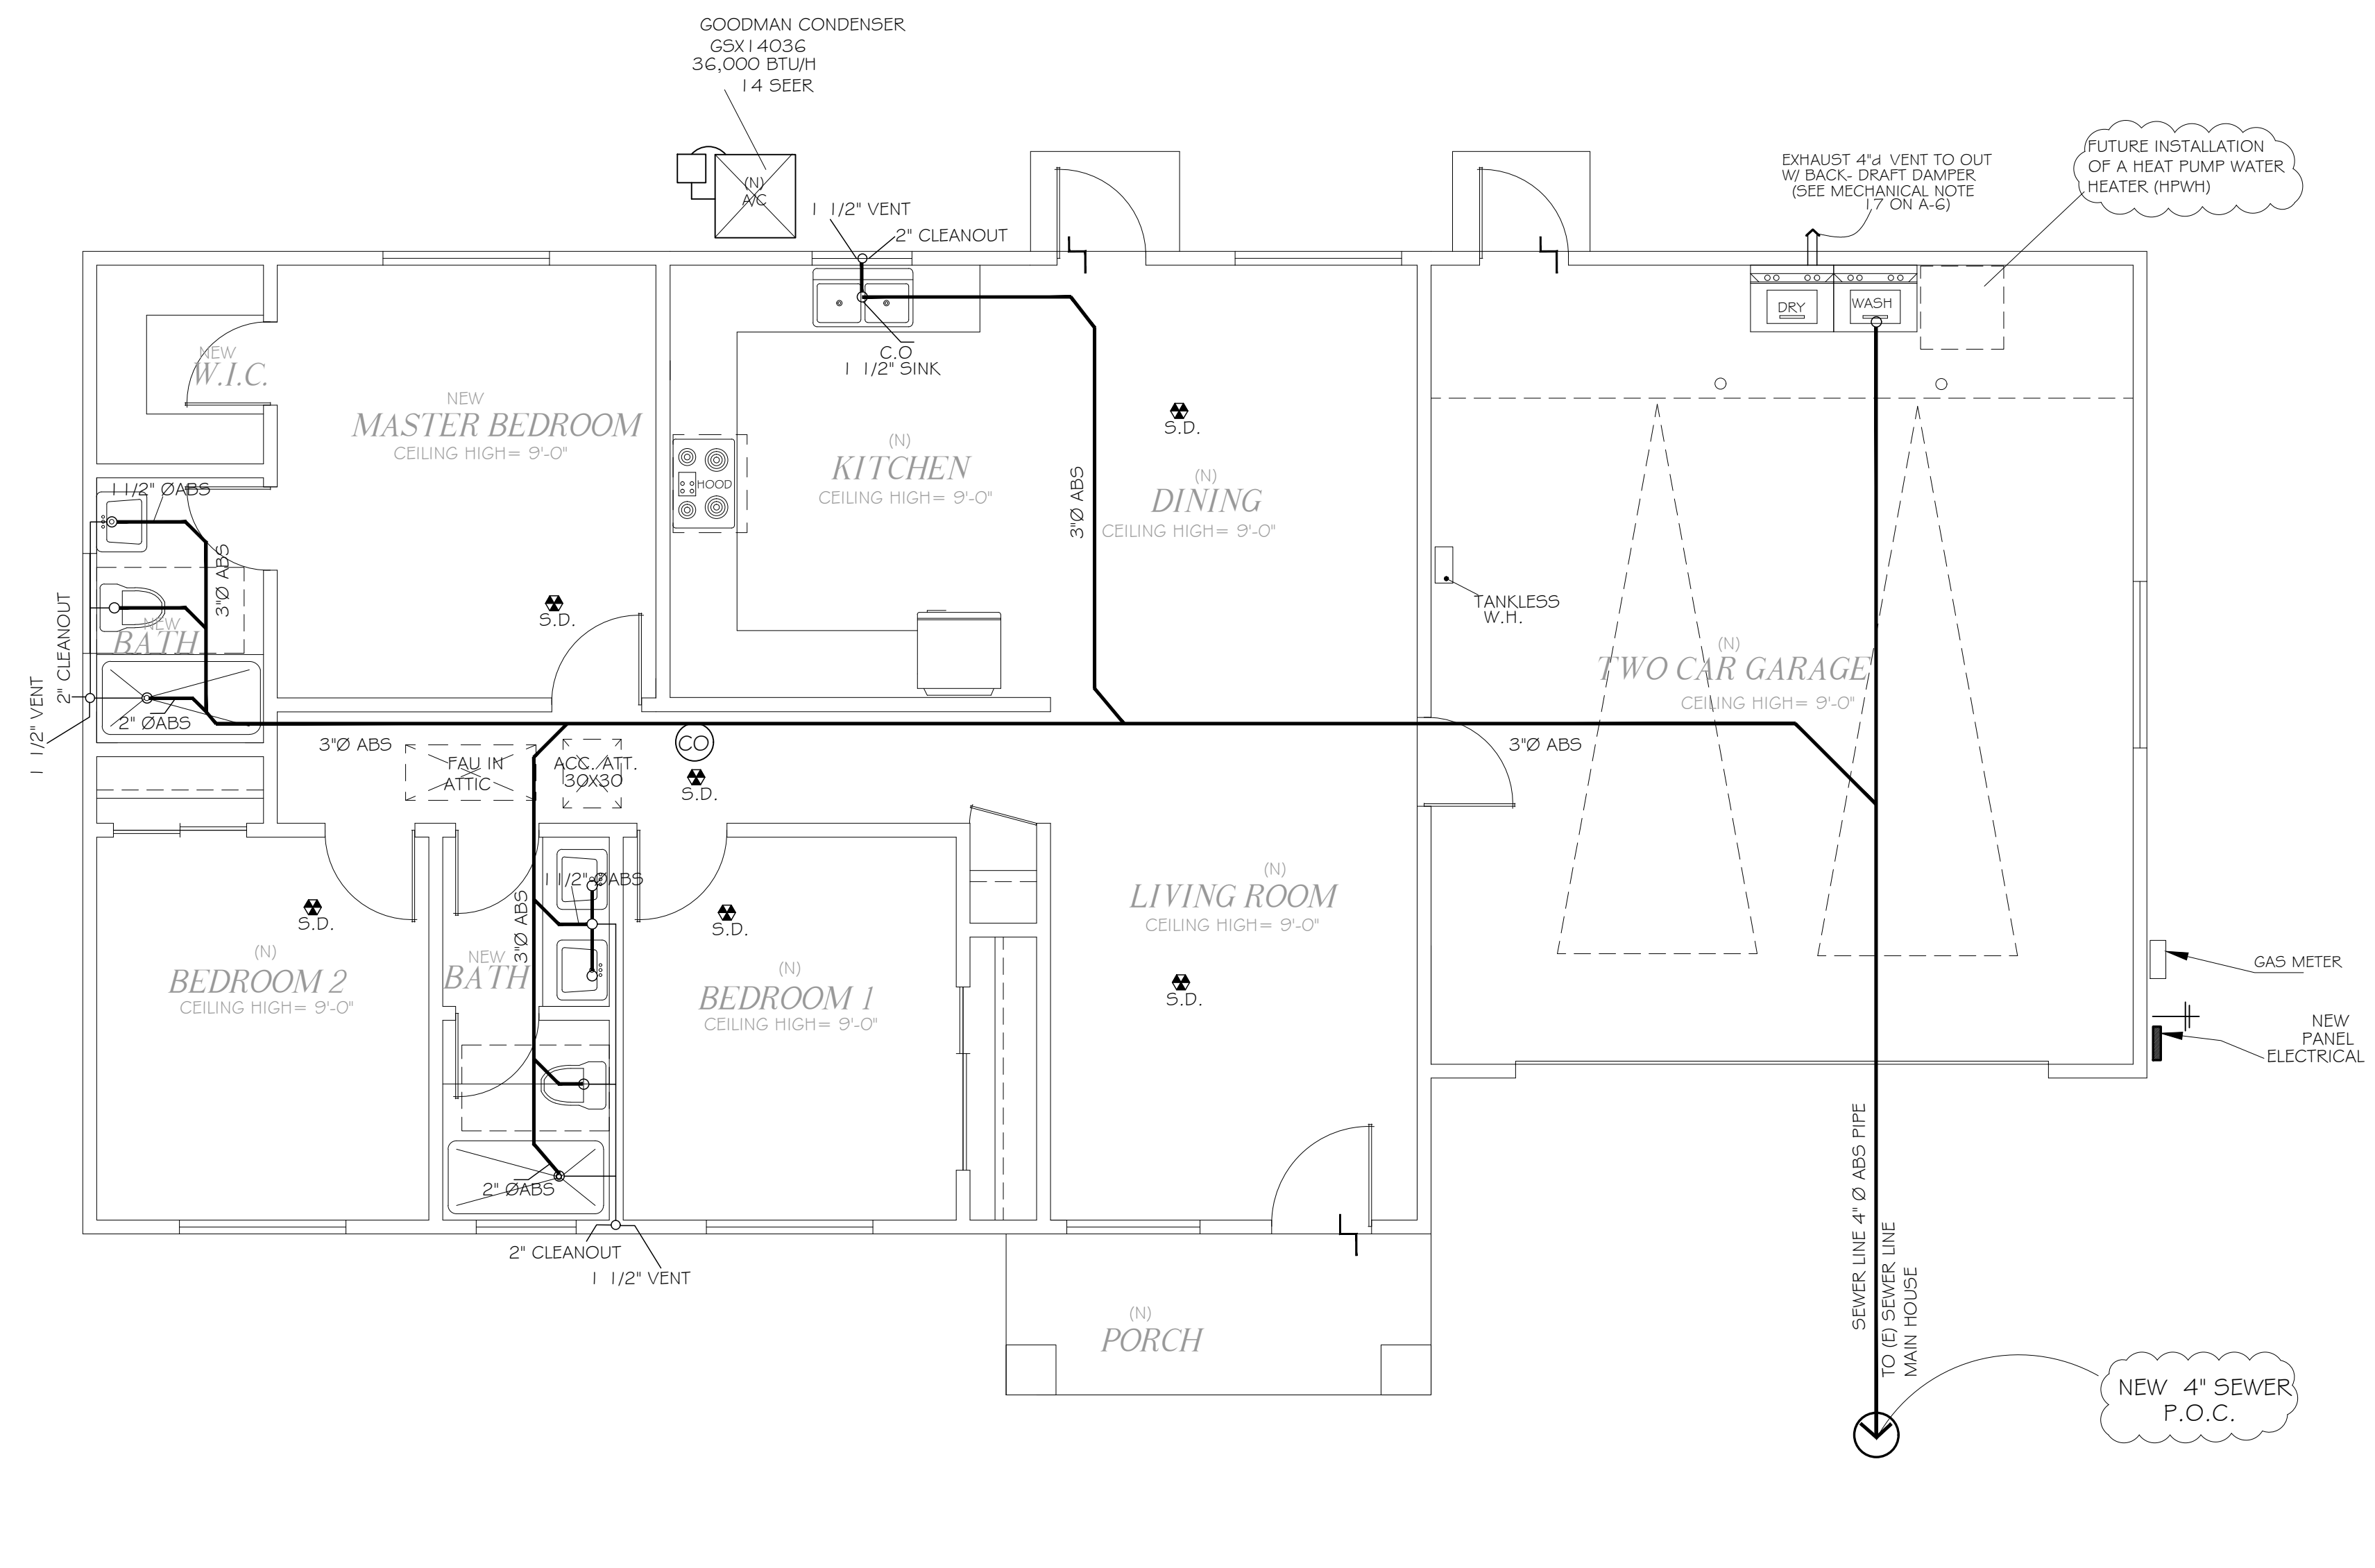 GOODMAN CONDENSER
GSX14036
36,000 BTU/H
14 SEER
(N)
A/C
1 1/2" VENT
2" CLEANOUT
EXHAUST 4"d VENT TO OUT
W/ BACK- DRAFT DAMPER
(SEE MECHANICAL NOTE
17 ON A-6)
FUTURE INSTALLATION
OF A HEAT PUMP WATER
HEATER (HPWH)
DRY
WASH
C.O
1 1/2" SINK
NEW
W.I.C.
NEW
MASTER BEDROOM
CEILING HIGH= 9'-0"
(N)
KITCHEN
CEILING HIGH= 9'-0"
HOOD
S.D.
(N)
DINING
CEILING HIGH= 9'-0"
3"Ø ABS
1 1/2" ØABS
3"Ø ABS
NEW
BATH
2" ØABS
2" CLEANOUT
1 1/2" VENT
S.D.
TANKLESS
W.H.
(N)
TWO CAR GARAGE
CEILING HIGH= 9'-0"
3"Ø ABS
3"Ø ABS
FAU IN
ATTIC
ACC. ATT.
30X30
CO
S.D.
S.D.
(N)
BEDROOM 2
CEILING HIGH= 9'-0"
1 1/2" ØABS
3"Ø ABS
NEW
BATH
2" ØABS
S.D.
(N)
BEDROOM 1
CEILING HIGH= 9'-0"
(N)
LIVING ROOM
CEILING HIGH= 9'-0"
S.D.
GAS METER
NEW
PANEL
ELECTRICAL
2" CLEANOUT
1 1/2" VENT
(N)
PORCH
SEWER LINE 4" Ø ABS PIPE
TO (E) SEWER LINE
MAIN HOUSE
NEW 4" SEWER
P.O.C.